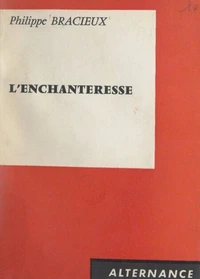 Philippe BRACIEUX
L'ENCHANTERESSE
ALTERNANCE